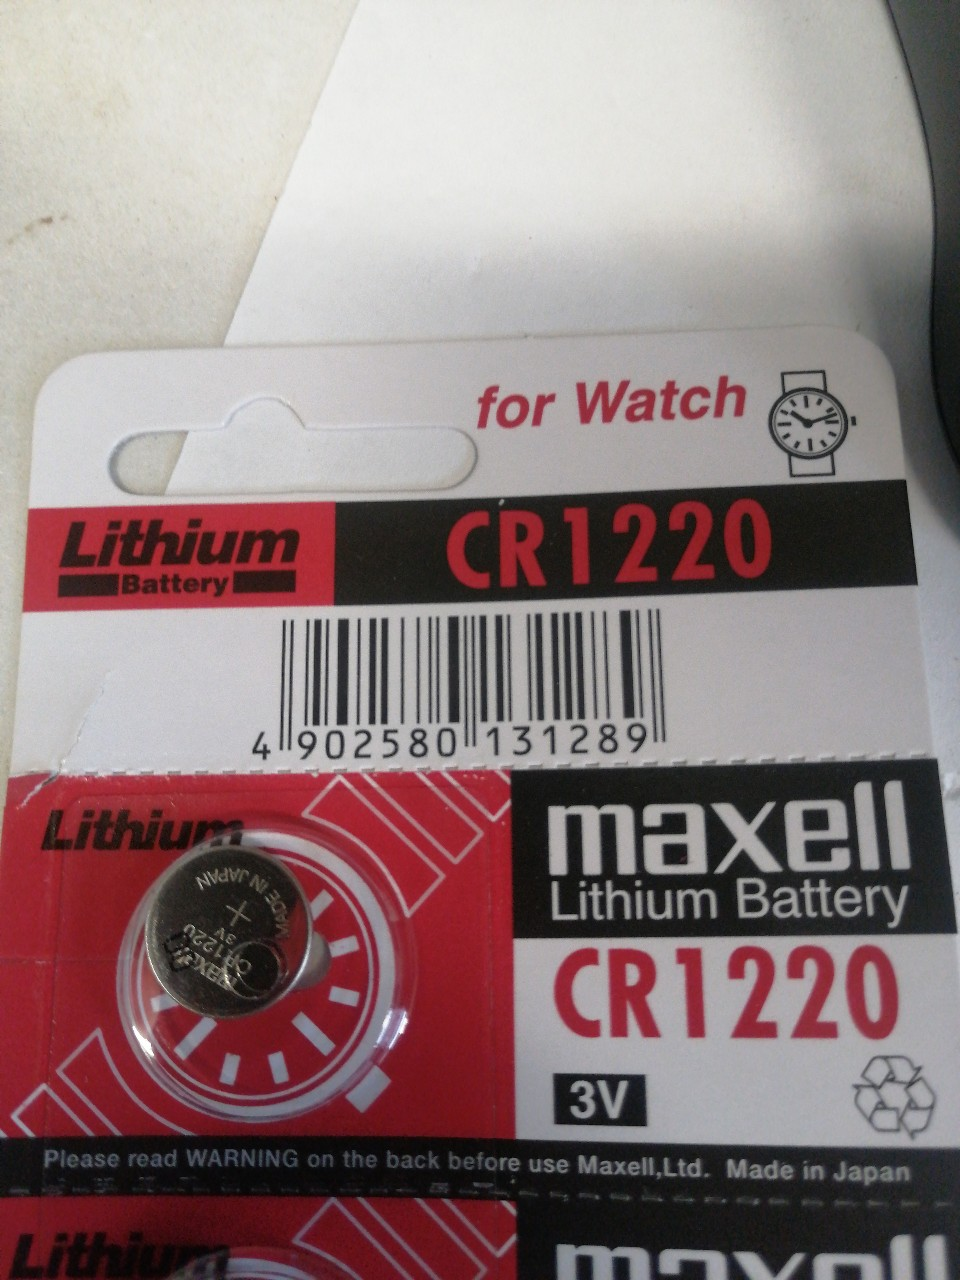 for Watch
Lithium
Battery
CR1220
4 902580 131289
Lithium
maxell
Lithium Battery
MADE IN JAPAN
+
3V
CR1220
maxell
CR1220
3V
Please read WARNING on the back before use Maxell,Ltd. Made in Japan
Lithium
maxell